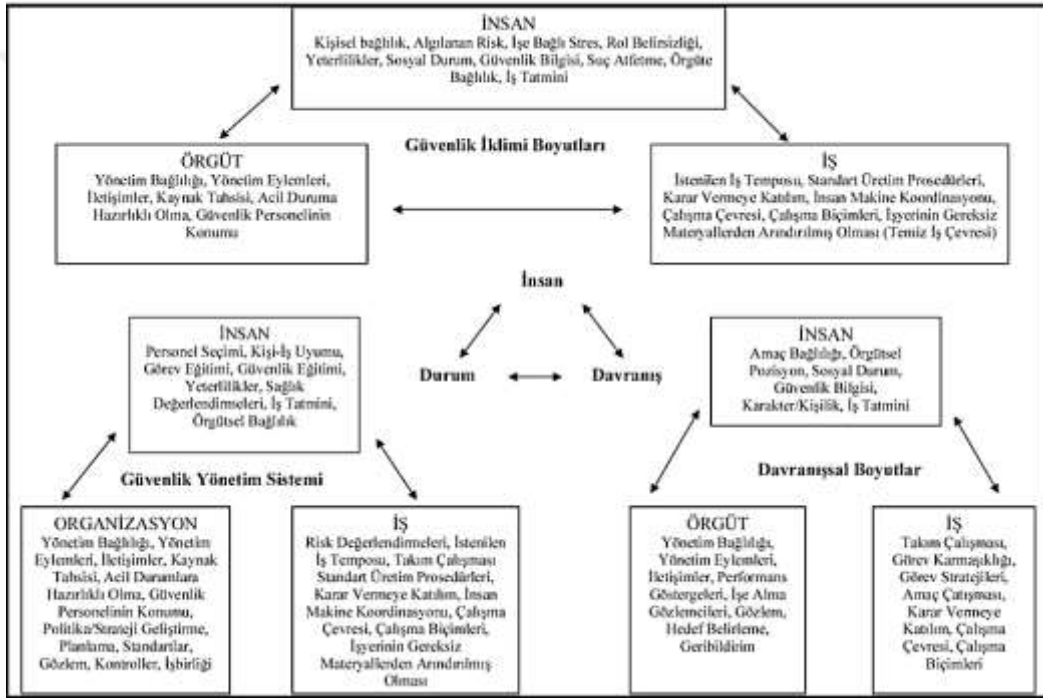 İNSAN
Kişisel bağlılık, Algılanan Risk, İşe Bağlı Stres, Rol Belirsizliği,
Yeterlilikler, Sosyal Durum, Güvenlik Bilgisi, Suç Atfetme, Örgüte
Bağlılık, İş Tatmini
Güvenlik İklimi Boyutları
ÖRGÜT
Yönetim Bağlılığı, Yönetim Eylemleri,
İletişimler, Kaynak Tahsisi, Acil Duruma
Hazırlıklı Olma, Güvenlik Personelinin
Konumu
İŞ
İstenilen İş Temposu, Standart Üretim Prosedürleri,
Karar Vermeye Katılım, İnsan Makine Koordinasyonu,
Çalışma Çevresi, Çalışma Biçimleri, İşyerinin Gereksiz
Materyallerden Arındırılmış Olması (Temiz İş Çevresi)
İnsan
Durum
Davranış
İNSAN
Personel Seçimi, Kişi-İş Uyumu,
Görev Eğitimi, Güvenlik Eğitimi,
Yeterlilikler, Sağlık
Değerlendirmeleri, İş Tatmini,
Örgütsel Bağlılık
İNSAN
Amaç Bağlılığı, Örgütsel
Pozisyon, Sosyal Durum,
Güvenlik Bilgisi,
Karakter/Kişilik, İş Tatmini
Güvenlik Yönetim Sistemi
Davranışsal Boyutlar
ORGANİZASYON
Yönetim Bağlılığı, Yönetim
Eylemleri, İletişimler, Kaynak
Tahsisi, Acil Durumlara
Hazırlıklı Olma, Güvenlik
Personelinin Konumu,
Politika/Strateji Geliştirme,
Planlama, Standartlar,
Gözlem, Kontroller, İşbirliği
İŞ
Risk Değerlendirmeleri, İstenilen
İş Temposu, Takım Çalışması
Standart Üretim Prosedürleri,
Karar Vermeye Katılım, İnsan
Makine Koordinasyonu, Çalışma
Çevresi, Çalışma Biçimleri,
İşyerinin Gereksiz
Materyallerden Arındırılmış
Olması
ÖRGÜT
Yönetim Bağlılığı,
Yönetim Eylemleri,
İletişimler, Performans
Göstergeleri, İşe Alma
Gözlemcileri, Gözlem,
Hedef Belirleme,
Geribildirim
İŞ
Takım Çalışması,
Görev Karmaşıklığı,
Görev Stratejileri,
Amaç Çatışması,
Karar Vermeye
Katılım, Çalışma
Çevresi, Çalışma
Biçimleri